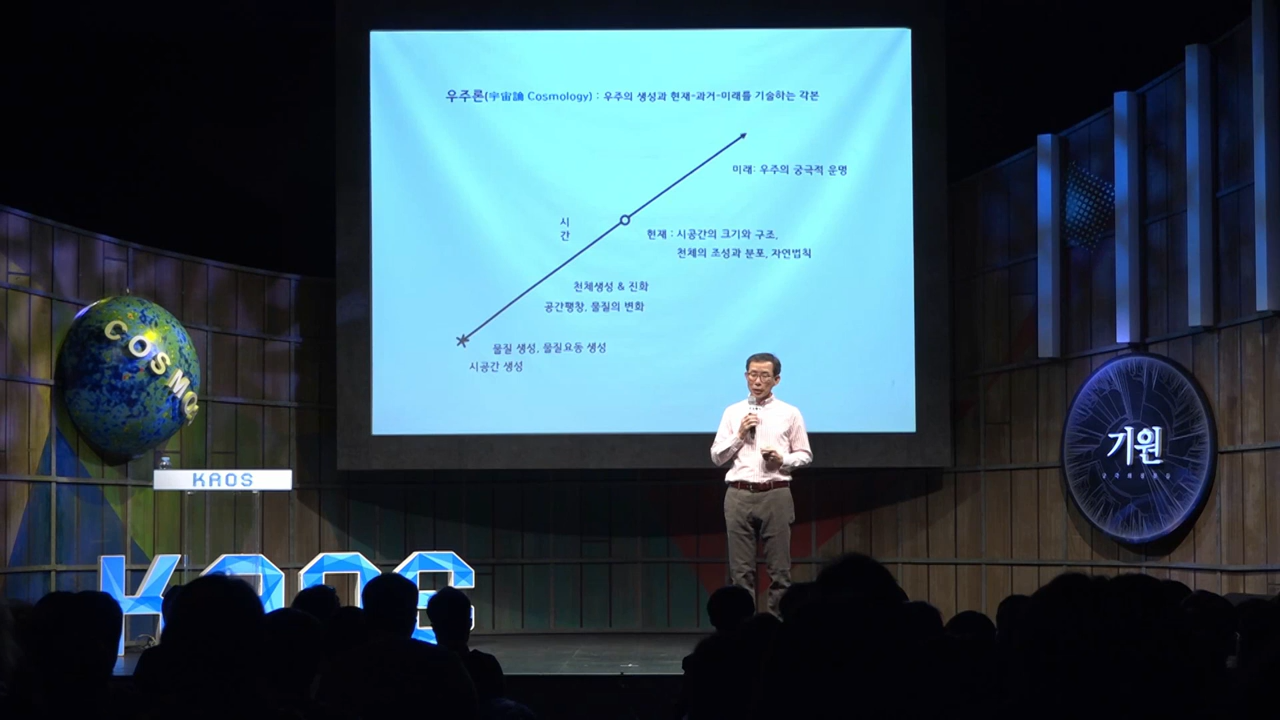 우주론(宇宙論 Cosmology) : 우주의 생성과 현재-과거-미래를 기술하는 각본
미래: 우주의 궁극적 운명
시
간
현재 : 시공간의 크기와 구조,
천체의 조성과 분포, 자연법칙
천체생성 & 진화
공간팽창, 물질의 변화
물질 생성, 물질요동 생성
시공간 생성
COSMO
KAOS
기원
KAOS